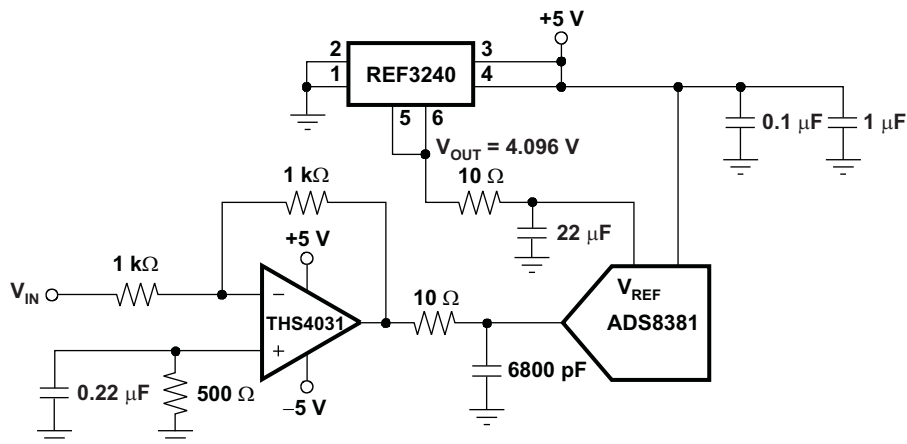 +5 V
2
1
REF3240
3
4
5
6
0.1 μF
1 μF
V_OUT = 4.096 V
1 kΩ
10 Ω
22 μF
+5 V
1 kΩ
V_IN
−
THS4031
+
10 Ω
V_REF
ADS8381
0.22 μF
500 Ω
−5 V
6800 pF